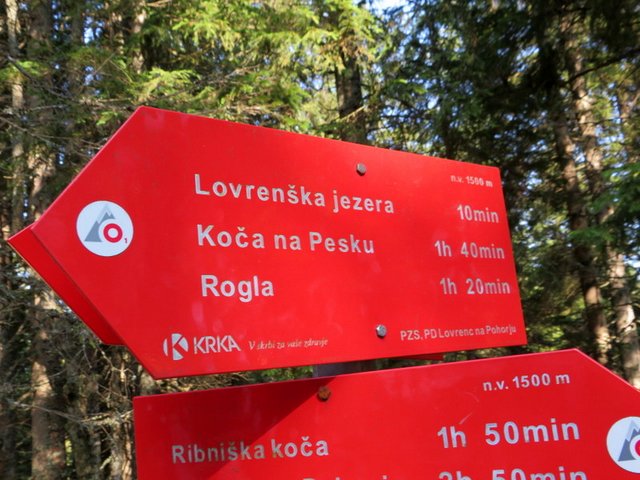 n.v. 1500 m
Lovrenška jezera 10min
Koča na Pesku 1h 40min
Rogla 1h 20min
KRKA V skrbi za vaše zdravje
PZS, PD Lovrenc na Pohorju
n.v. 1500 m
Ribniška koča 1h 50min
50min